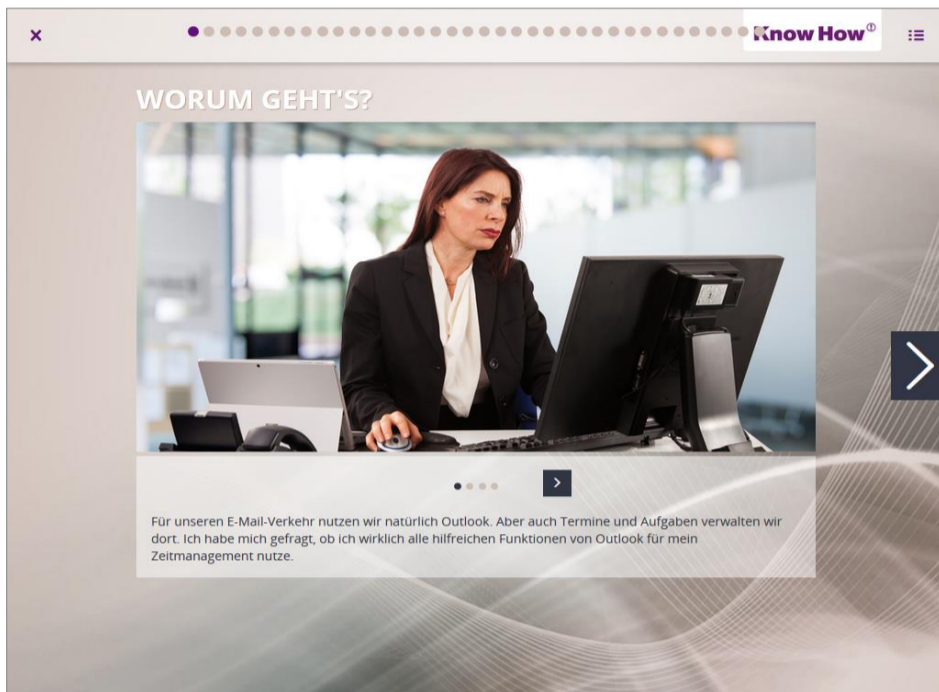 Know How
WORUM GEHT'S?
Für unseren E-Mail-Verkehr nutzen wir natürlich Outlook. Aber auch Termine und Aufgaben verwalten wir
dort. Ich habe mich gefragt, ob ich wirklich alle hilfreichen Funktionen von Outlook für mein
Zeitmanagement nutze.